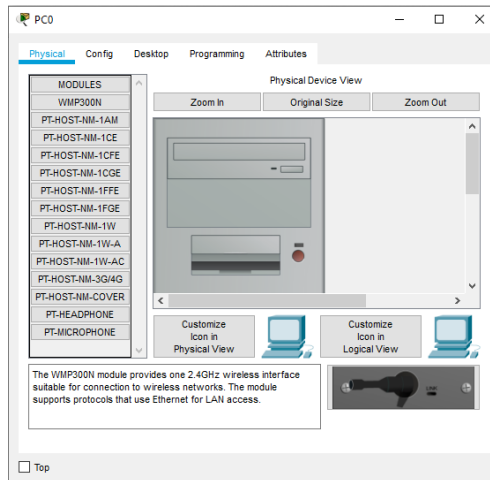 PC0
Physical Config Desktop Programming Attributes
MODULES
WMP300N
PT-HOST-NM-1AM
PT-HOST-NM-1CE
PT-HOST-NM-1CFE
PT-HOST-NM-1CGE
PT-HOST-NM-1FFE
PT-HOST-NM-1FGE
PT-HOST-NM-1W
PT-HOST-NM-1W-A
PT-HOST-NM-1W-AC
PT-HOST-NM-3G/4G
PT-HOST-NM-COVER
PT-HEADPHONE
PT-MICROPHONE
Physical Device View
Zoom In Original Size Zoom Out
Customize
Icon in
Physical View
Customize
Icon in
Logical View
The WMP300N module provides one 2.4GHz wireless interface
suitable for connection to wireless networks. The module
supports protocols that use Ethernet for LAN access.
LINK
Top